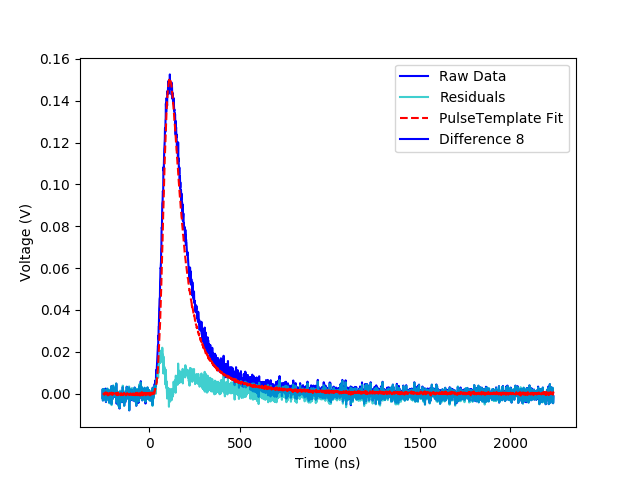 Raw Data
Residuals
PulseTemplate Fit
Difference 8
0.16
0.14
0.12
0.10
0.08
0.06
0.04
0.02
0.00
Voltage (V)
0 500 1000 1500 2000
Time (ns)